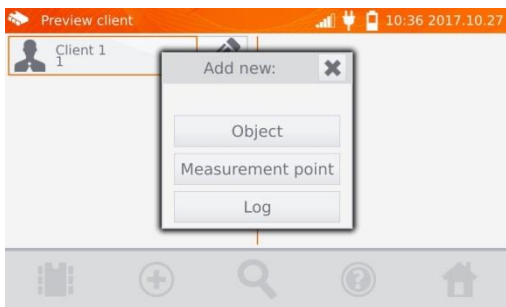 Preview client
10:36 2017.10.27
Client 1
1
Add new:
Object
Measurement point
Log